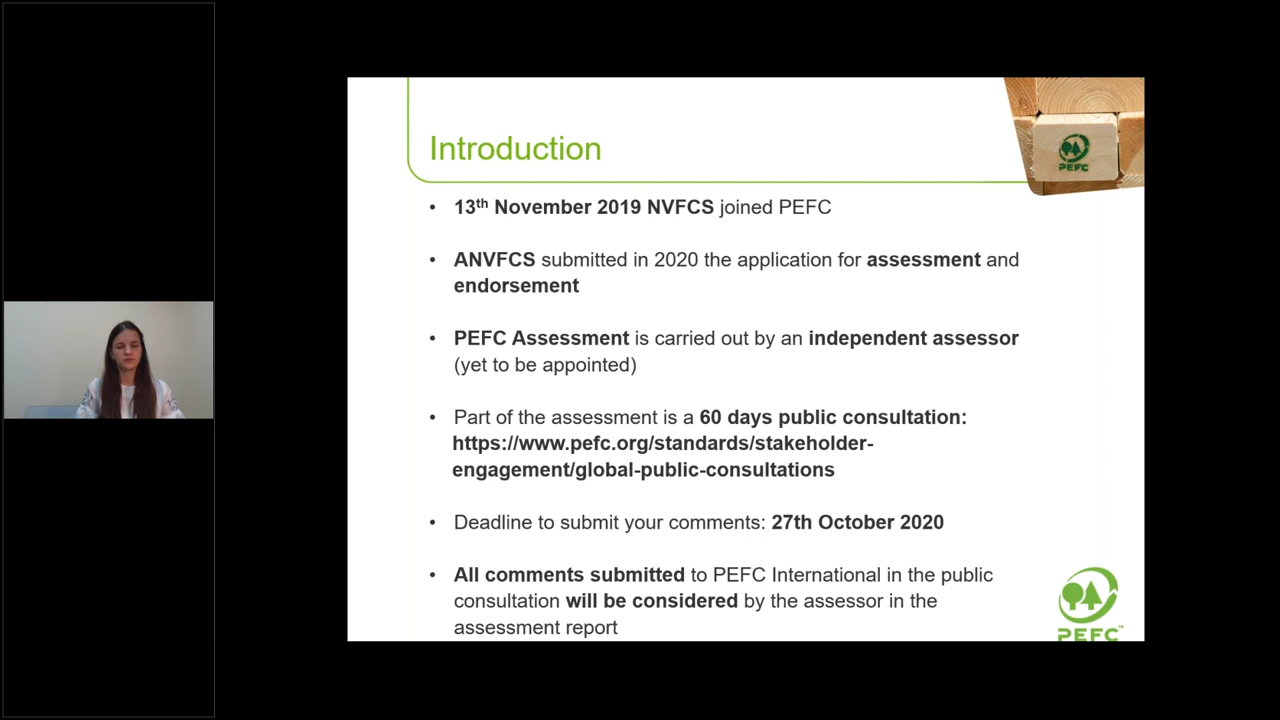 Introduction
PEFC
• 13th November 2019 NVFCS joined PEFC
• ANVFCS submitted in 2020 the application for assessment and
endorsement
• PEFC Assessment is carried out by an independent assessor
(yet to be appointed)
• Part of the assessment is a 60 days public consultation:
https://www.pefc.org/standards/stakeholder-
engagement/global-public-consultations
• Deadline to submit your comments: 27th October 2020
• All comments submitted to PEFC International in the public
consultation will be considered by the assessor in the
assessment report
PEFC™